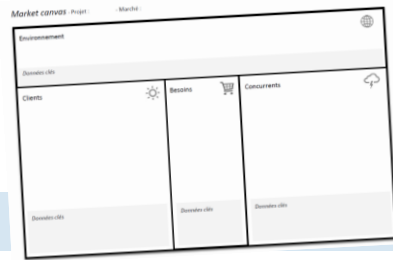 Market canvas - Projet : - Marché :
Environnement
Données clés
Clients
Besoins
Concurrents
Données clés
Données clés
Données clés